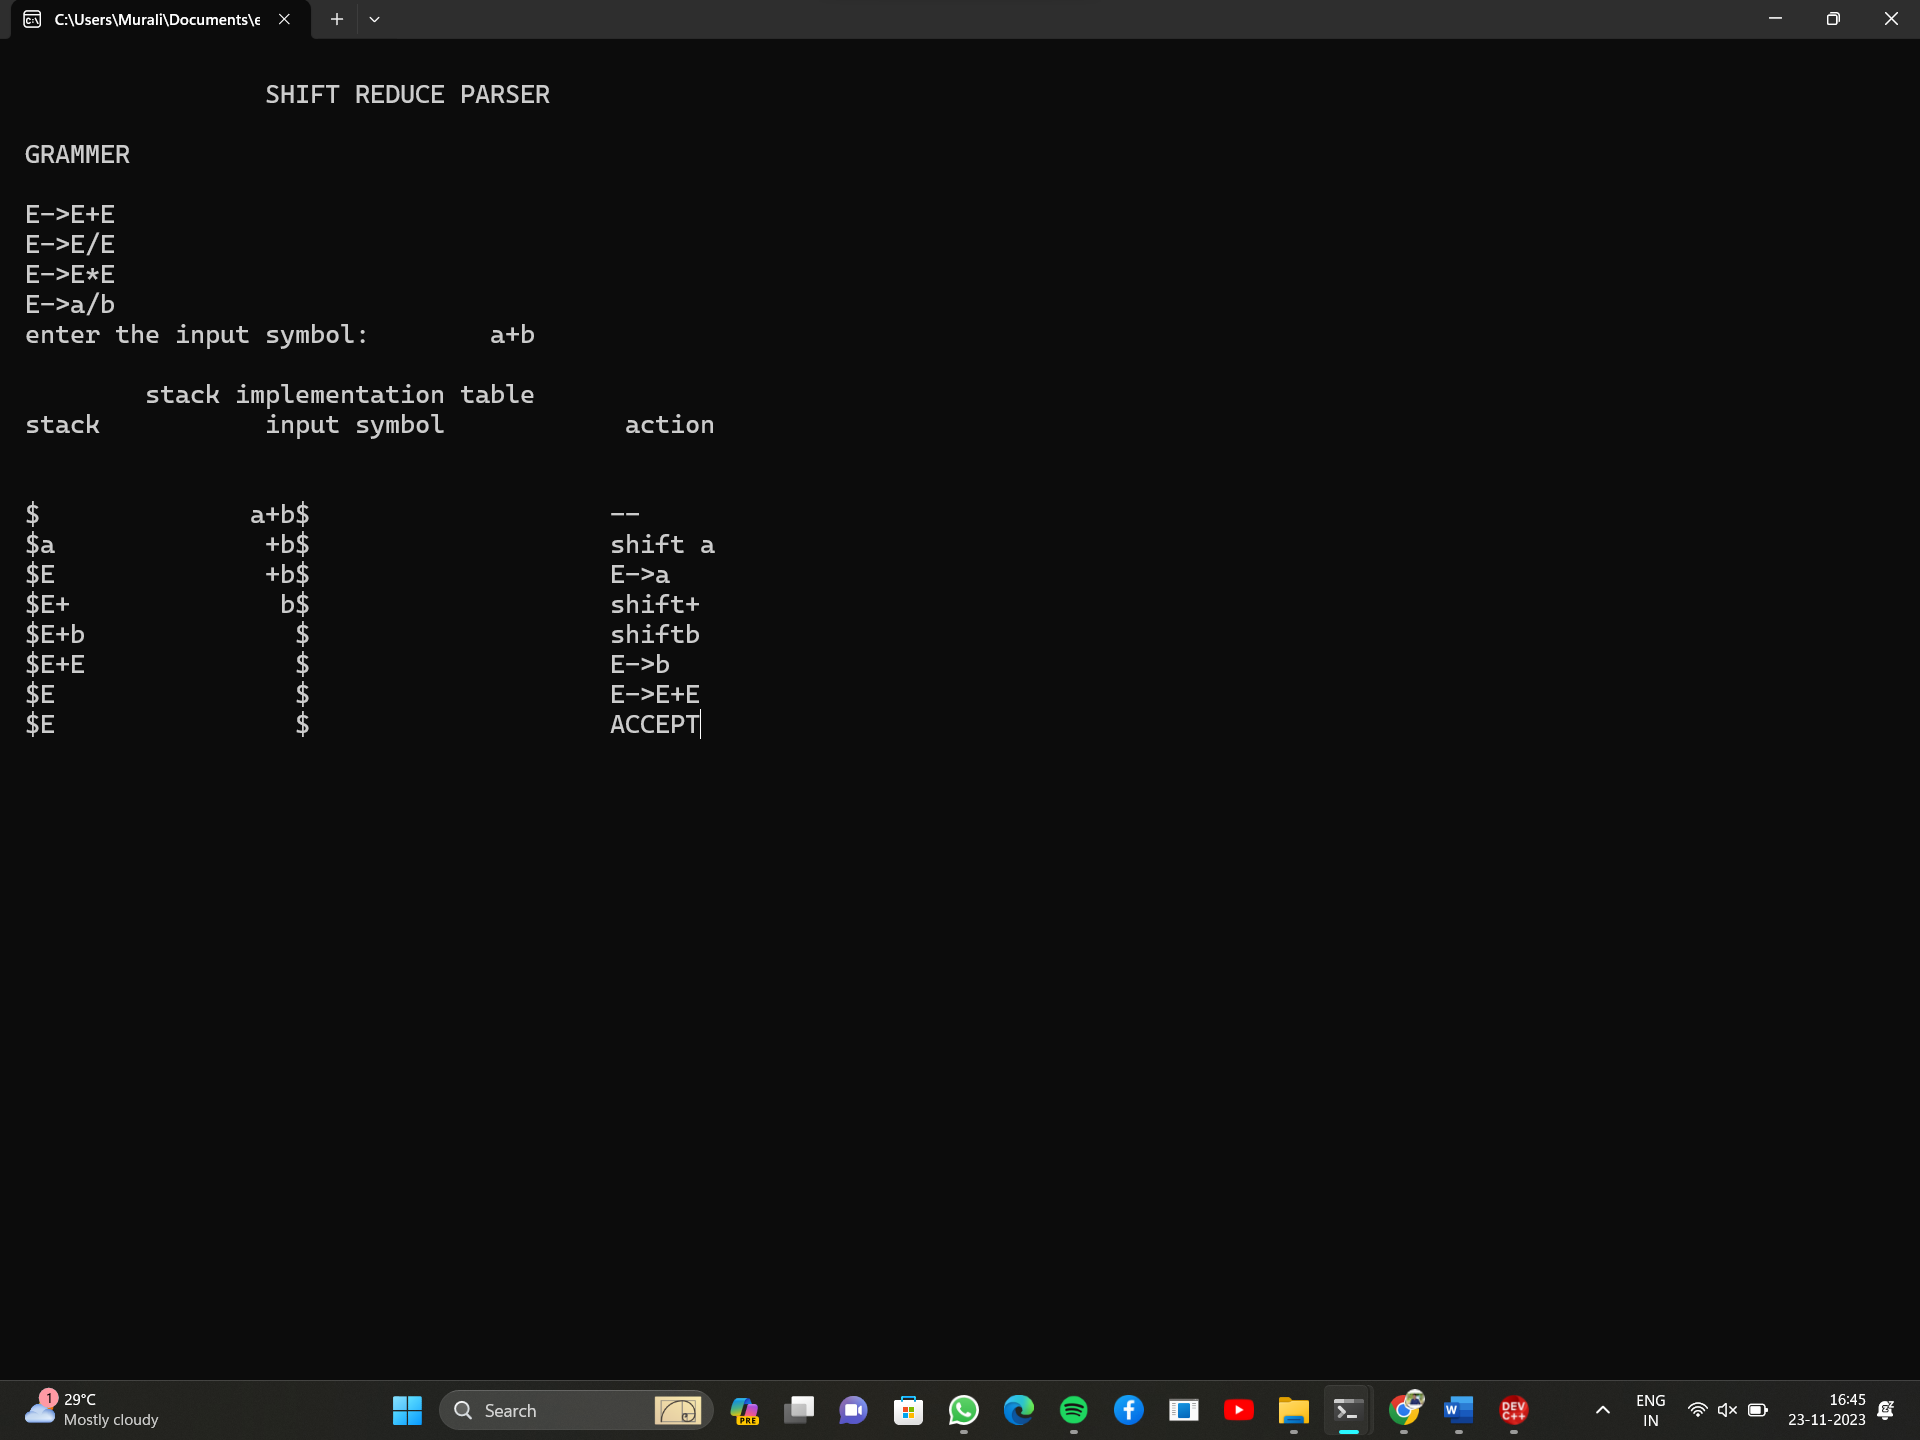 C:\Users\Murali\Documents\e
SHIFT REDUCE PARSER
GRAMMER
E->E+E
E->E/E
E->E*E
E->a/b
enter the input symbol: a+b
stack implementation table
stack input symbol action
$ a+b$ --
$a +b$ shift a
$E +b$ E->a
$E+ b$ shift+
$E+b $ shiftb
$E+E $ E->b
$E $ E->E+E
$E $ ACCEPT
1 29°C
Mostly cloudy
Search
PRE
W
DEV C++
ENG
IN
16:45
23-11-2023